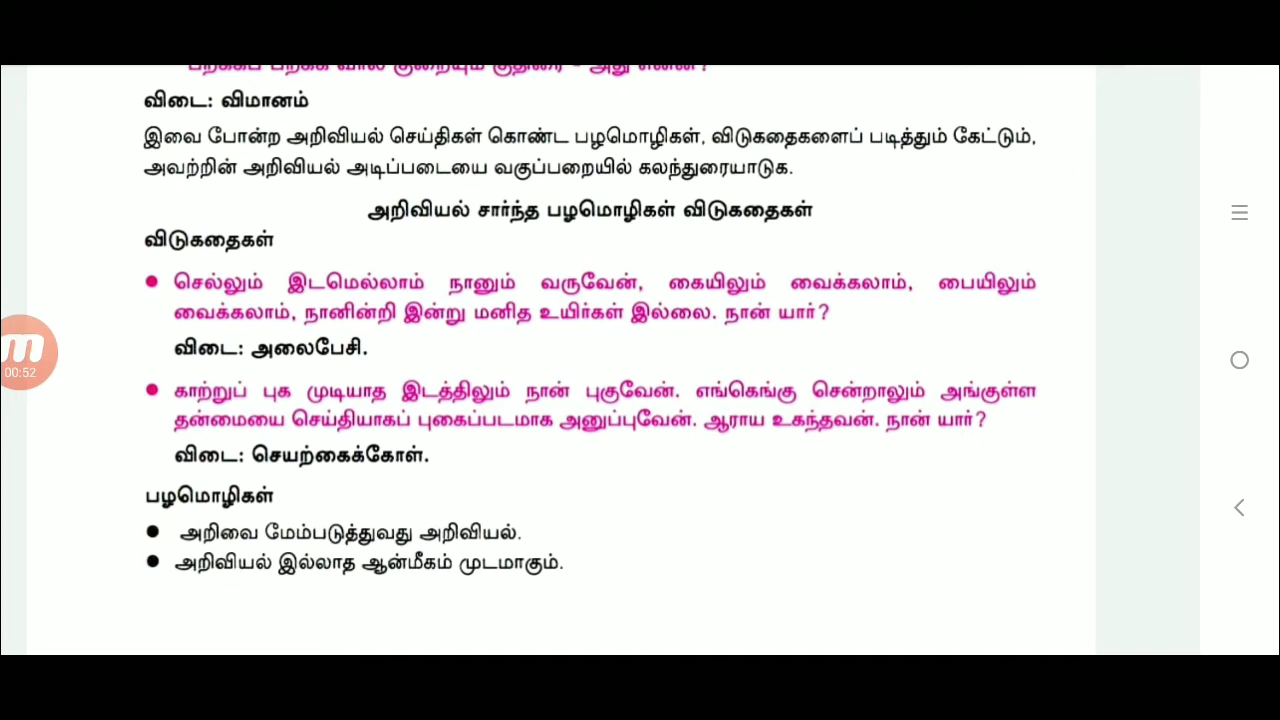 குறையும் குதிரை - அது என்ன?
விடை: விமானம்
இவை போன்ற அறிவியல் செய்திகள் கொண்ட பழமொழிகள், விடுகதைகளைப் படித்தும் கேட்டும்,
அவற்றின் அறிவியல் அடிப்படையை வகுப்பறையில் கலந்துரையாடுக.
அறிவியல் சார்ந்த பழமொழிகள் விடுகதைகள்
விடுகதைகள்
● செல்லும் இடமெல்லாம் நானும் வருவேன், கையிலும் வைக்கலாம், பையிலும்
வைக்கலாம், நானின்றி இன்று மனித உயிர்கள் இல்லை. நான் யார்?
விடை: அலைபேசி.
● காற்றுப் புக முடியாத இடத்திலும் நான் புகுவேன். எங்கெங்கு சென்றாலும் அங்குள்ள
தன்மையை செய்தியாகப் புகைப்படமாக அனுப்புவேன். ஆராய உகந்தவன். நான் யார்?
விடை: செயற்கைக்கோள்.
பழமொழிகள்
● அறிவை மேம்படுத்துவது அறிவியல்.
● அறிவியல் இல்லாத ஆன்மீகம் முடமாகும்.
00:52